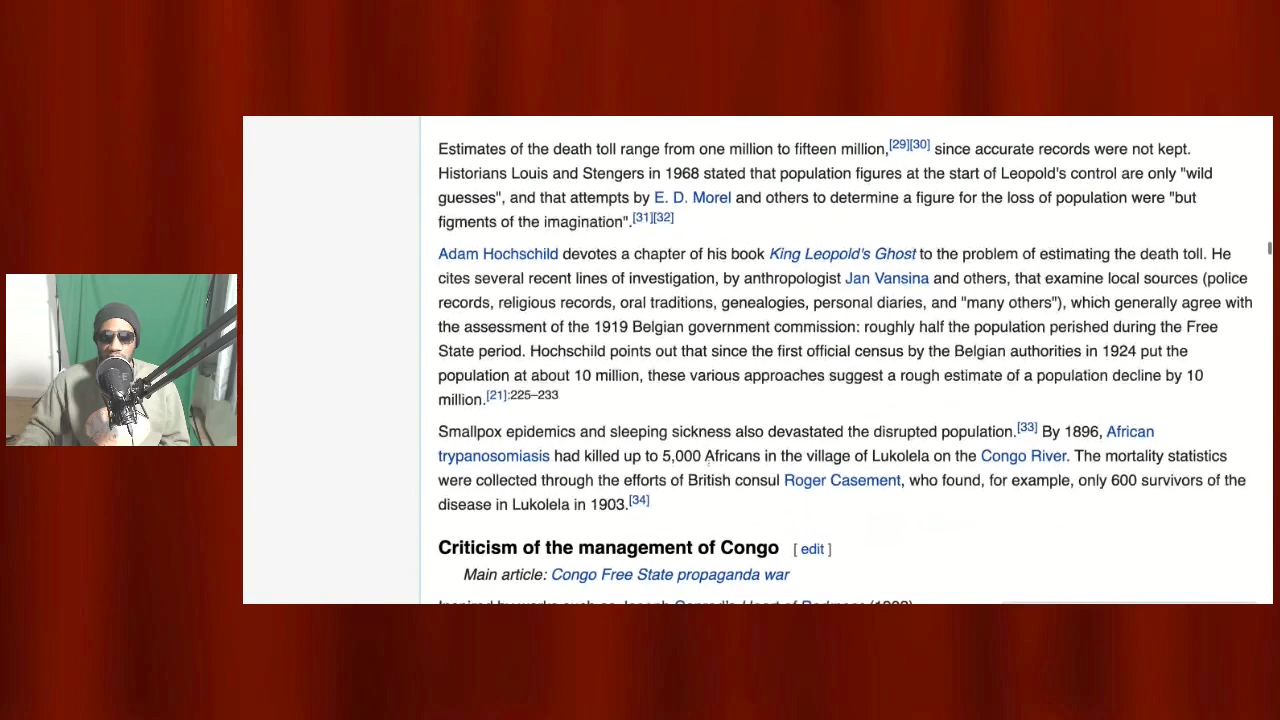 Estimates of the death toll range from one million to fifteen million,[29][30] since accurate records were not kept.
Historians Louis and Stengers in 1968 stated that population figures at the start of Leopold's control are only "wild
guesses", and that attempts by E. D. Morel and others to determine a figure for the loss of population were "but
figments of the imagination".[31][32]
Adam Hochschild devotes a chapter of his book King Leopold's Ghost to the problem of estimating the death toll. He
cites several recent lines of investigation, by anthropologist Jan Vansina and others, that examine local sources (police
records, religious records, oral traditions, genealogies, personal diaries, and "many others"), which generally agree with
the assessment of the 1919 Belgian government commission: roughly half the population perished during the Free
State period. Hochschild points out that since the first official census by the Belgian authorities in 1924 put the
population at about 10 million, these various approaches suggest a rough estimate of a population decline by 10
million.[21]:225–233
Smallpox epidemics and sleeping sickness also devastated the disrupted population.[33] By 1896, African
trypanosomiasis had killed up to 5,000 Africans in the village of Lukolela on the Congo River. The mortality statistics
were collected through the efforts of British consul Roger Casement, who found, for example, only 600 survivors of the
disease in Lukolela in 1903.[34]
Criticism of the management of Congo [ edit ]
Main article: Congo Free State propaganda war